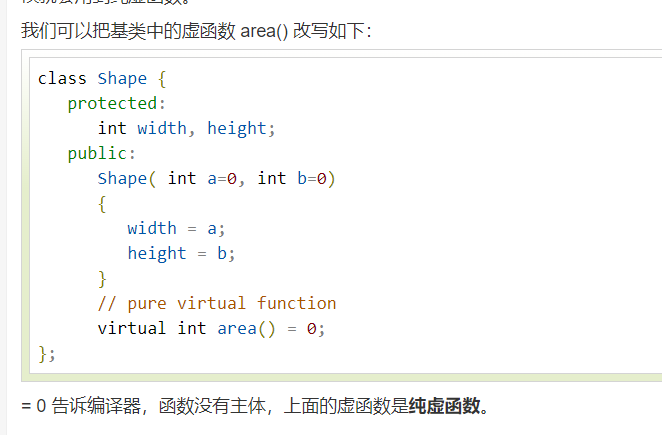 我们可以把基类中的虚函数 area() 改写如下：
class Shape {
   protected:
      int width, height;
   public:
      Shape( int a=0, int b=0)
      {
         width = a;
         height = b;
      }
      // pure virtual function
      virtual int area() = 0;
};
= 0 告诉编译器，函数没有主体，上面的虚函数是纯虚函数。